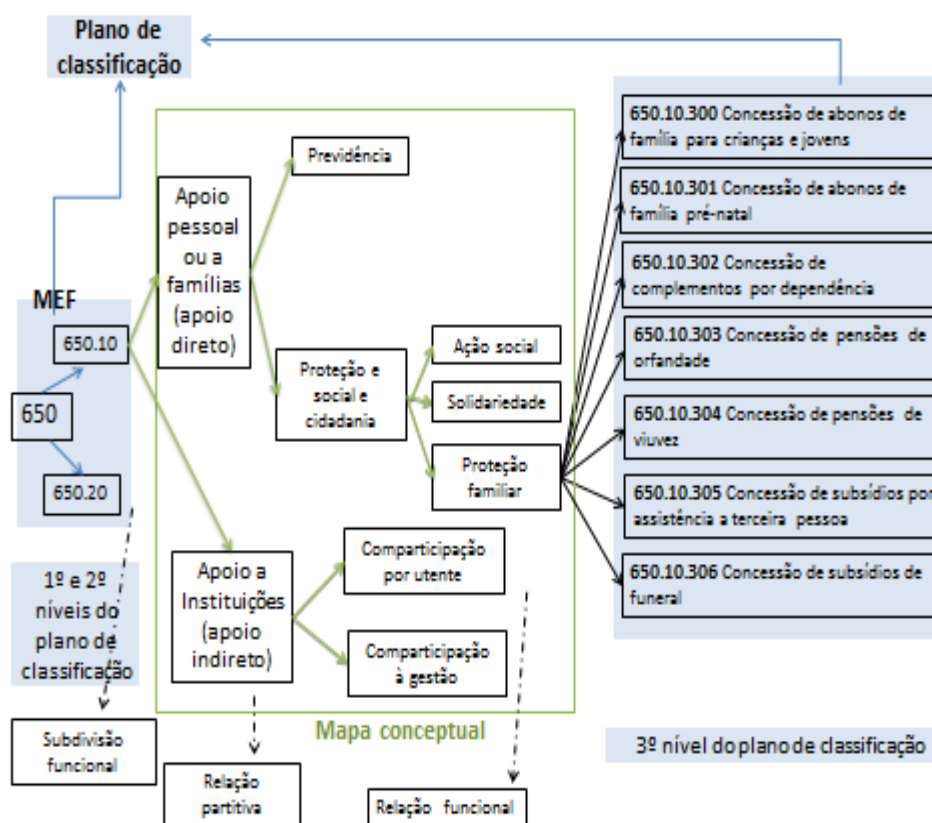 Plano de
classificação
650.10.300 Concessão de abonos de
família para crianças e jovens
650.10.301 Concessão de abonos de
família pré-natal
650.10.302 Concessão de
complementos por dependência
650.10.303 Concessão de pensões de
orfandade
650.10.304 Concessão de pensões de
viuvez
650.10.305 Concessão de subsídios por
assistência a terceira pessoa
650.10.306 Concessão de subsídios de
funeral
3º nível do plano de classificação
Previdência
Apoio
pessoal
ou a
famílias
(apoio
direto)
MEF
650.10
650
650.20
Proteção e
social e
cidadania
Ação social
Solidariedade
Proteção
familiar
1º e 2º
níveis do
plano de
classificação
Apoio a
Instituições
(apoio
indireto)
Comparticipação
por utente
Comparticipação
à gestão
Mapa conceptual
Subdivisão
funcional
Relação
partitiva
Relação funcional